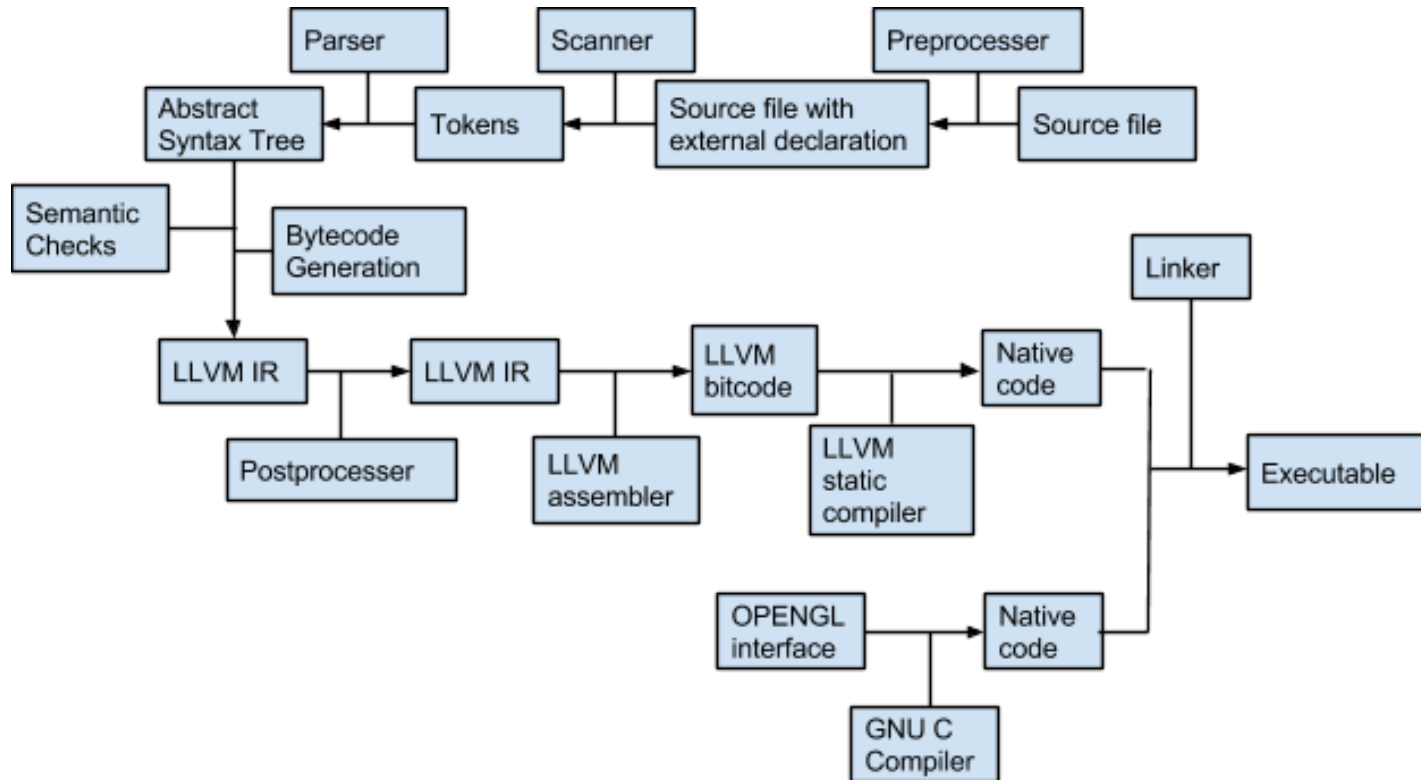 Parser
Scanner
Preprocesser
Abstract
Syntax Tree
Tokens
Source file with
external declaration
Source file
Semantic
Checks
Bytecode
Generation
Linker
LLVM IR
LLVM IR
LLVM
bitcode
Native
code
Postprocesser
LLVM
assembler
LLVM
static
compiler
Executable
OPENGL
interface
Native
code
GNU C
Compiler